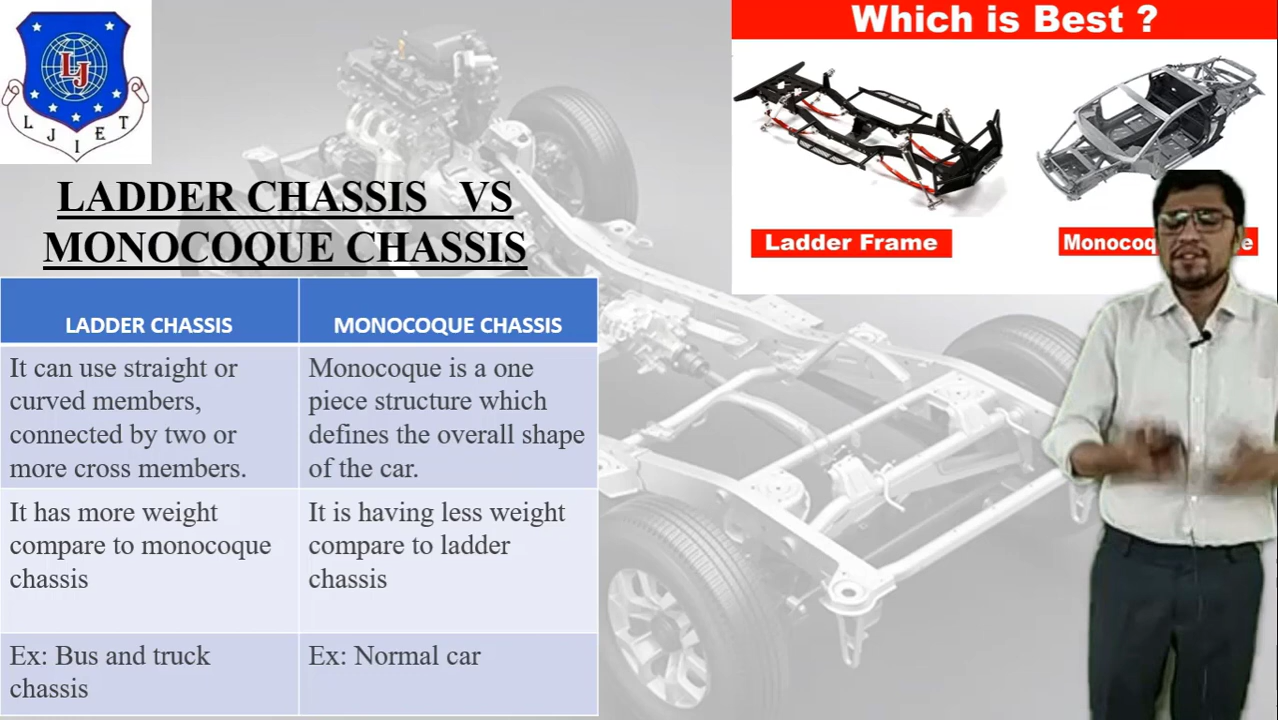 LJ
LJIET
LADDER CHASSIS VS
MONOCOQUE CHASSIS
LADDER CHASSIS
MONOCOQUE CHASSIS
It can use straight or
curved members,
connected by two or
more cross members.
Monocoque is a one
piece structure which
defines the overall shape
of the car.
It has more weight
compare to monocoque
chassis
It is having less weight
compare to ladder
chassis
Ex: Bus and truck
chassis
Ex: Normal car
Which is Best ?
Ladder Frame